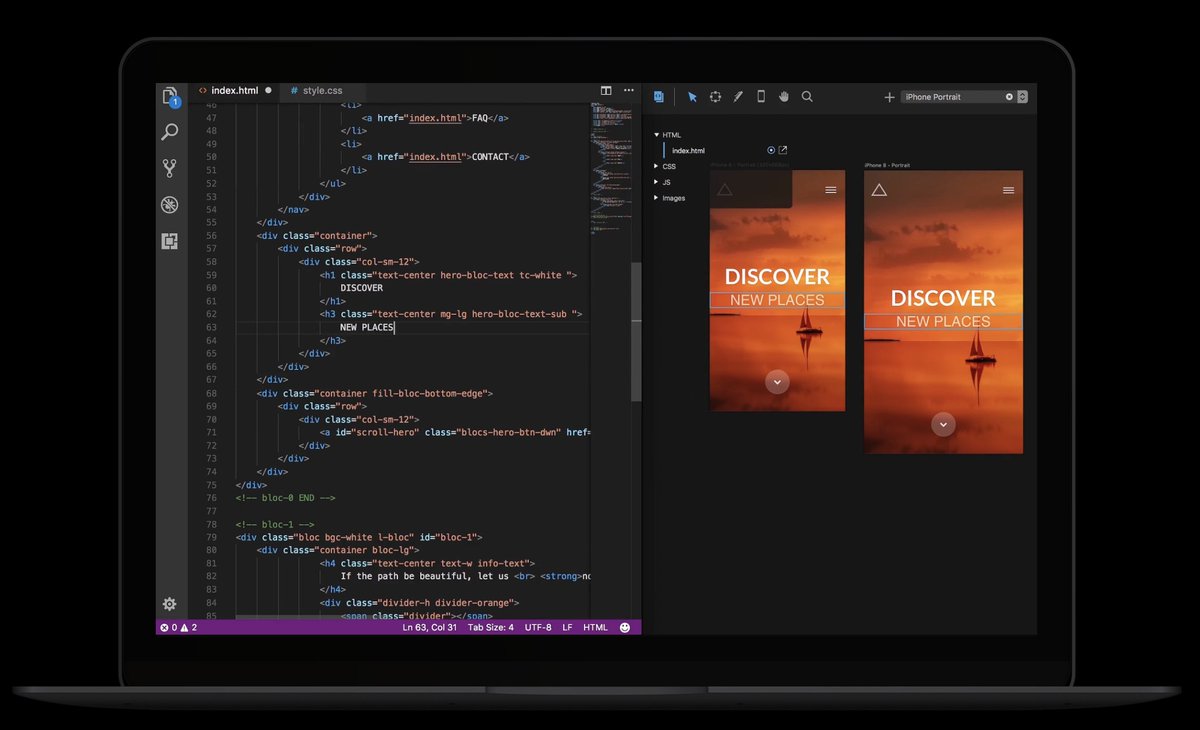 index.html
style.css
1
46 <li>
47 <a href="index.html">FAQ</a>
48 </li>
49 <li>
50 <a href="index.html">CONTACT</a>
51 </li>
52 </ul>
53 </div>
54 </nav>
55 </div>
56 <div class="container">
57 <div class="row">
58 <div class="col-sm-12">
59 <h1 class="text-center hero-bloc-text tc-white ">
60 DISCOVER
61 </h1>
62 <h3 class="text-center mg-lg hero-bloc-text-sub ">
63 NEW PLACES
64 </h3>
65 </div>
66 </div>
67 </div>
68 <div class="container fill-bloc-bottom-edge">
69 <div class="row">
70 <div class="col-sm-12">
71 <a id="scroll-hero" class="blocs-hero-btn-dwn" href=
72 </div>
73 </div>
74 </div>
75 </div>
76 <!-- bloc-0 END -->
77
78 <!-- bloc-1 -->
79 <div class="bloc bgc-white l-bloc" id="bloc-1">
80 <div class="container bloc-lg">
81 <h4 class="text-center text-w info-text">
82 If the path be beautiful, let us <br> <strong>no
83 </h4>
84 <div class="divider-h divider-orange">
85 <span class="divider"></span>
0 2 Ln 63, Col 31 Tab Size: 4 UTF-8 LF HTML
iPhone Portrait
HTML
index.html
CSS
JS
Images
iPhone 8 - Portrait
DISCOVER
NEW PLACES
DISCOVER
NEW PLACES